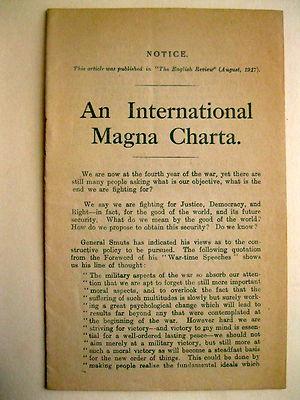 NOTICE.
This article was published in "The English Review" (August, 1917).
An International
Magna Charta.
We are now at the fourth year of the war, yet there are
still many people asking what is our objective, what is the
end we are fighting for?
We say we are fighting for Justice, Democracy, and
Right—in fact, for the good of the world, and its future
security. What do we mean by the good of the world?
How do we propose to obtain this security? Do we know?
General Smuts has indicated his views as to the con-
structive policy to be pursued. The following quotation
from the Foreword of his "War-time Speeches" shows
us his line of thought:
"The military aspects of the war so absorb our atten-
"tion that we are apt to forget the still more important
"moral aspects, and to overlook the fact that the
"suffering of such multitudes is slowly but surely work-
"ing a great psychological change which will lead to
"results far beyond any that were contemplated at
"the beginning of the war. However hard we are
"striving for victory—and victory to my mind is essen-
"tial for a well-ordered lasting peace—we should not
"aim merely at a military victory, but still more at
"such a moral victory as will become a steadfast basis
"for the new order of things. This could be done by
"making people realise the fundamental ideals which